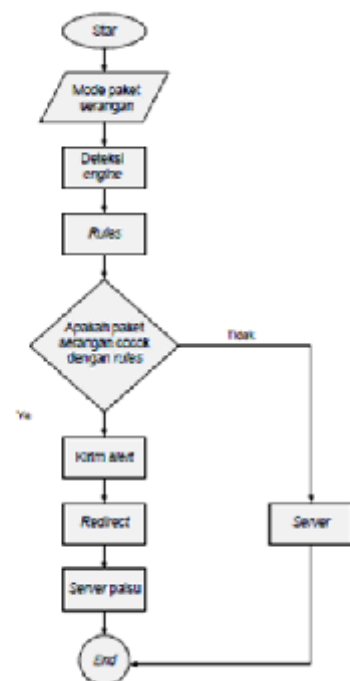 Star
Mode paket
serangan
Deteksi
engine
Rules
Apakah paket
serangan cocok
dengan rules
Tidak
Ya
Kirim alert
Redirect
Server
Server palsu
End